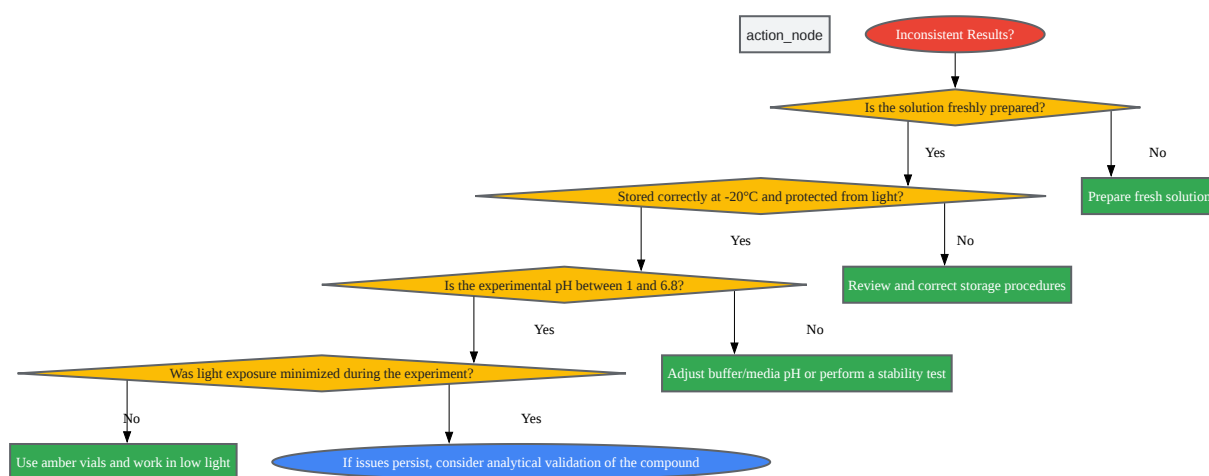 action_node
Inconsistent Results?
Is the solution freshly prepared?
Yes
No
Stored correctly at -20°C and protected from light?
Prepare fresh solution
Yes
No
Is the experimental pH between 1 and 6.8?
Review and correct storage procedures
Yes
No
Was light exposure minimized during the experiment?
Adjust buffer/media pH or perform a stability test
No
Yes
Use amber vials and work in low light
If issues persist, consider analytical validation of the compound